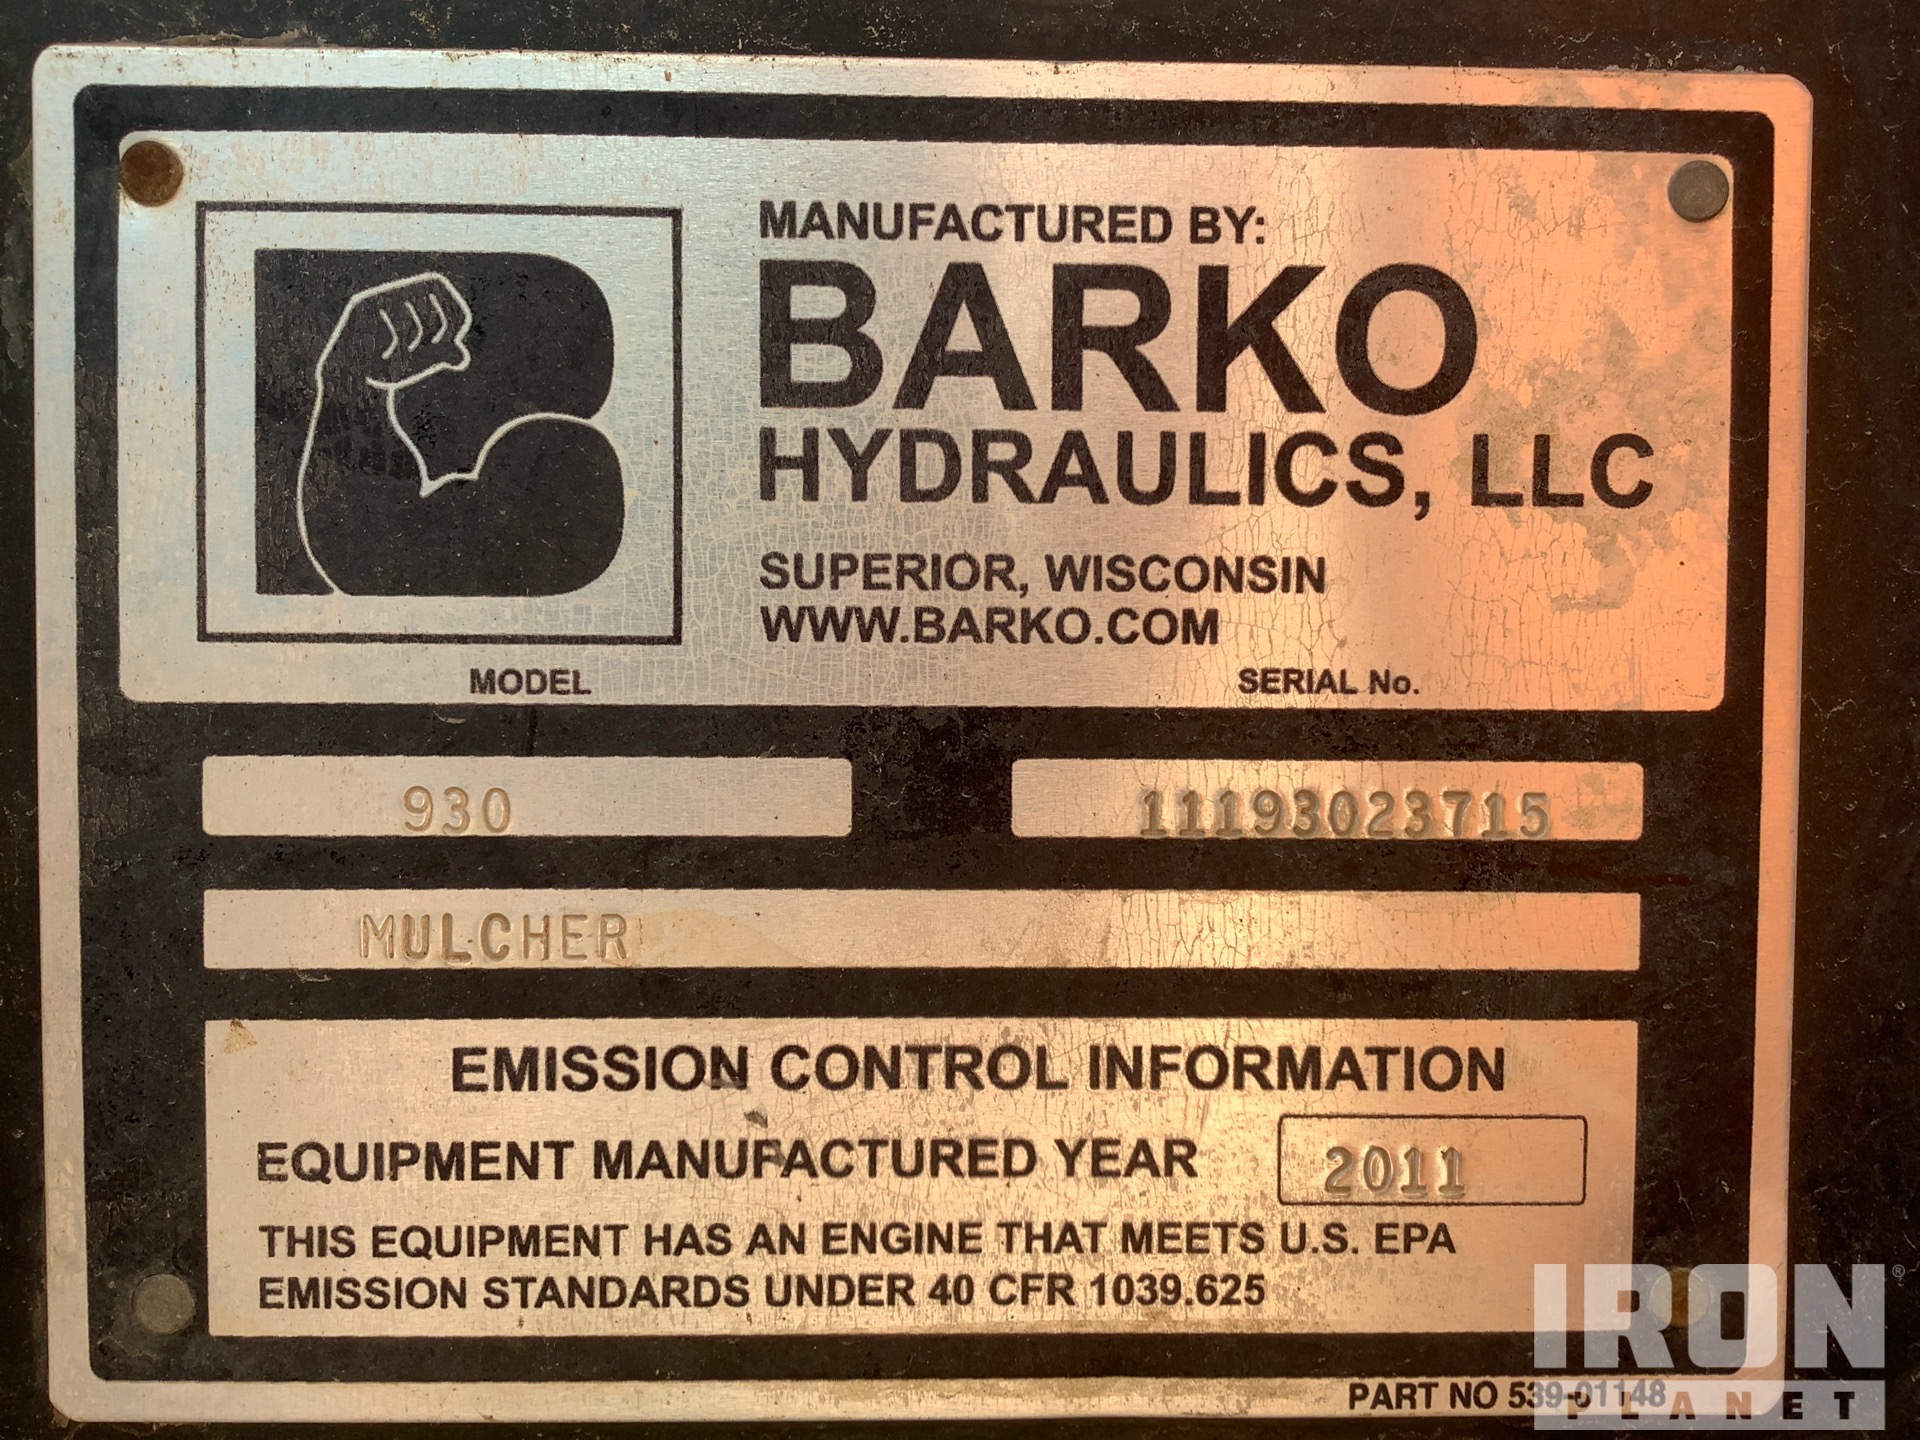 MANUFACTURED BY:
BARKO
HYDRAULICS, LLC
SUPERIOR, WISCONSIN
WWW.BARKO.COM
MODEL SERIAL No.
930 11193023715
MULCHER
EMISSION CONTROL INFORMATION
EQUIPMENT MANUFACTURED YEAR 2011
THIS EQUIPMENT HAS AN ENGINE THAT MEETS U.S. EPA
EMISSION STANDARDS UNDER 40 CFR 1039.625
PART NO 539-01148
IRON®
PLANET